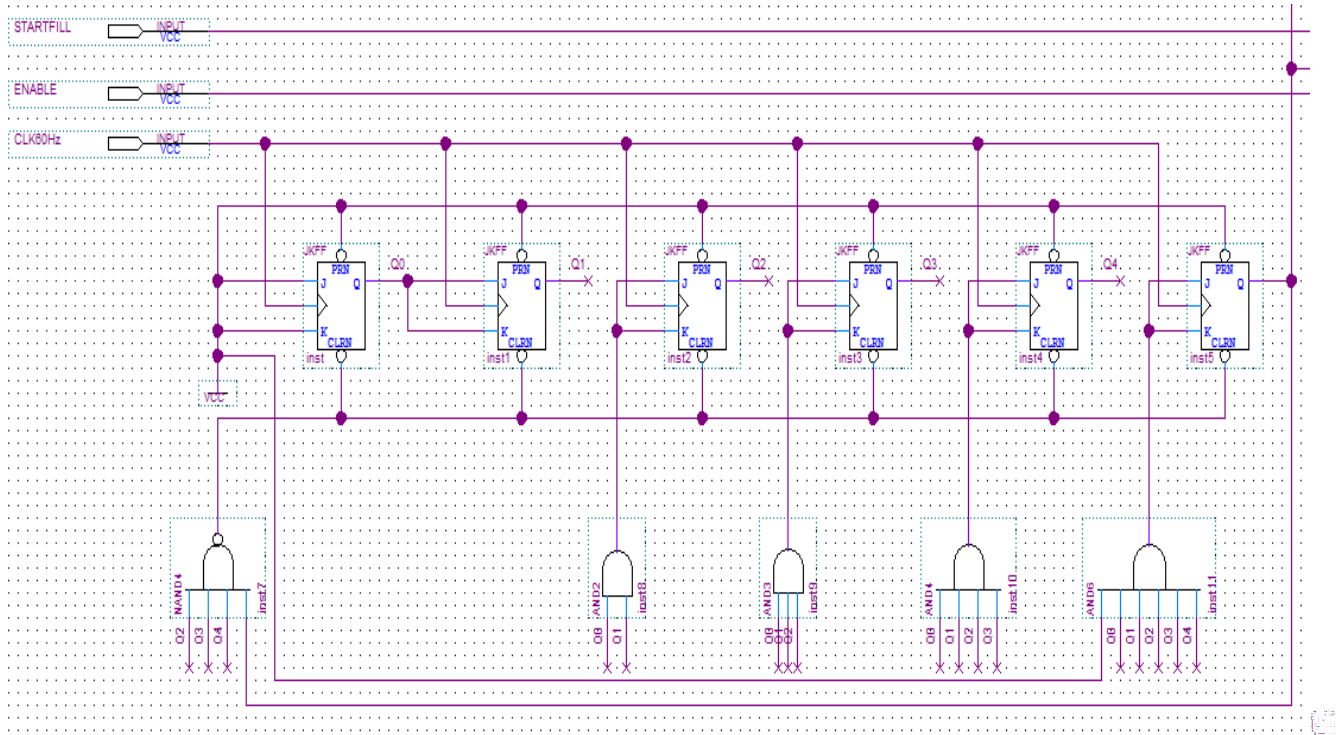 STARTFILL INPUT VCC
ENABLE INPUT VCC
CLK60Hz INPUT VCC
JKFF JKFF JKFF JKFF JKFF JKFF
Q0 Q1 Q2 Q3 Q4
PRN PRN PRN PRN PRN PRN
J Q J Q J Q J Q J Q J Q
K K K K K K
CLRN CLRN CLRN CLRN CLRN CLRN
inst inst1 inst2 inst3 inst4 inst5
VCC
NAND4 inst7
Q2 Q3 Q4
AND2 inst8
Q0 Q1
AND3 inst9
Q0 Q1 Q2
AND4 inst10
Q0 Q1 Q2 Q3
AND6 inst11
Q0 Q1 Q2 Q3 Q4